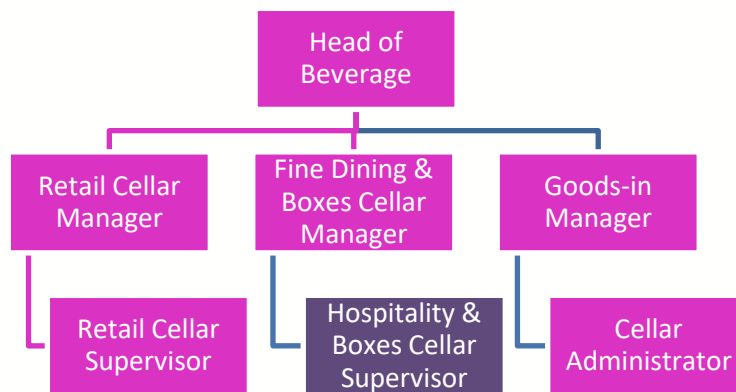 Head of
Beverage
Retail Cellar
Manager
Fine Dining &
Boxes Cellar
Manager
Goods-in
Manager
Retail Cellar
Supervisor
Hospitality &
Boxes Cellar
Supervisor
Cellar
Administrator